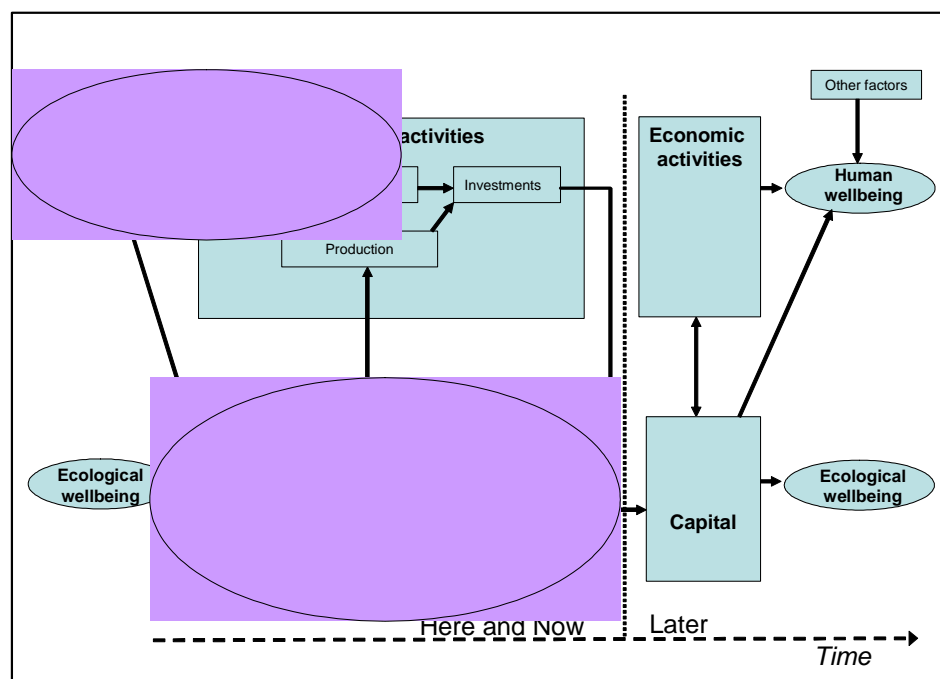 Other factors
activities
Economic
activities
Investments
Human
wellbeing
Production
Ecological
wellbeing
Capital
Ecological
wellbeing
Here and Now
Later
Time